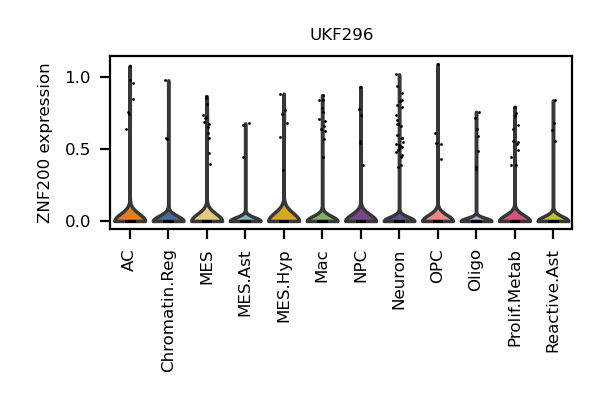 UKF296
ZNF200 expression
1.0
0.5
0.0
AC
Chromatin.Reg
MES
MES.Ast
MES.Hyp
Mac
NPC
Neuron
OPC
Oligo
Prolif.Metab
Reactive.Ast